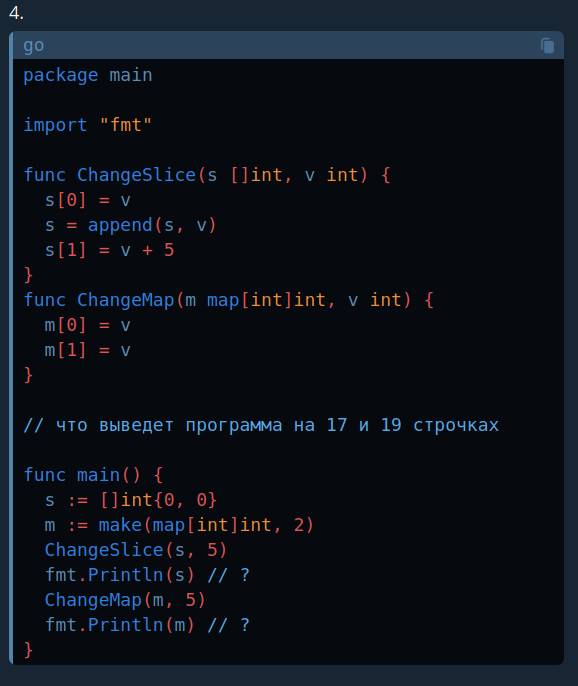 4.
go
package main
import "fmt"
func ChangeSlice(s []int, v int) {
  s[0] = v
  s = append(s, v)
  s[1] = v + 5
}
func ChangeMap(m map[int]int, v int) {
  m[0] = v
  m[1] = v
}
// что выведет программа на 17 и 19 строчках
func main() {
  s := []int{0, 0}
  m := make(map[int]int, 2)
  ChangeSlice(s, 5)
  fmt.Println(s) // ?
  ChangeMap(m, 5)
  fmt.Println(m) // ?
}